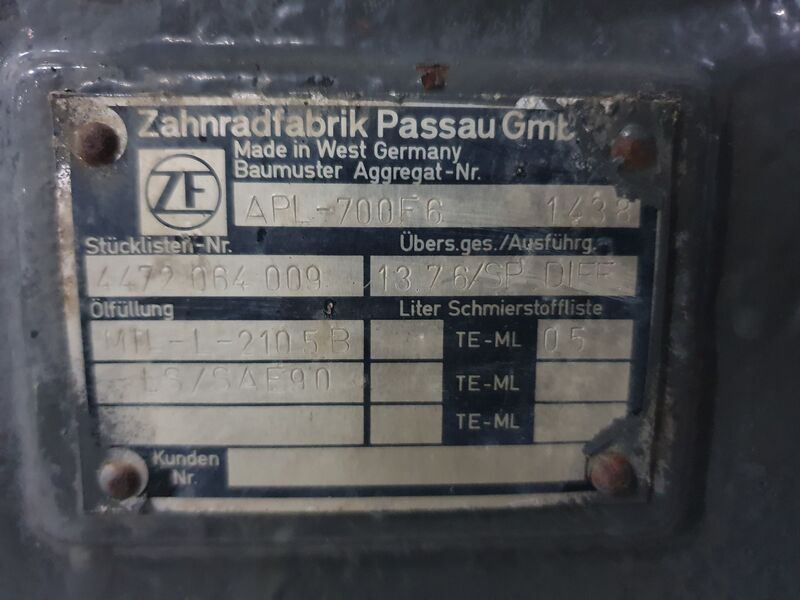 Zahnradfabrik Passau Gmb
Made in West Germany
Baumuster Aggregat-Nr.
ZF
APL-700F6 1438
Stücklisten-Nr. Übers.ges./Ausführg.
4472 064 009 13.76/SP DIFF
Ölfüllung Liter Schmierstoffliste
MIL-L-2105B TE-ML 05
LS/SAE90 TE-ML
TE-ML
Kunden
Nr.